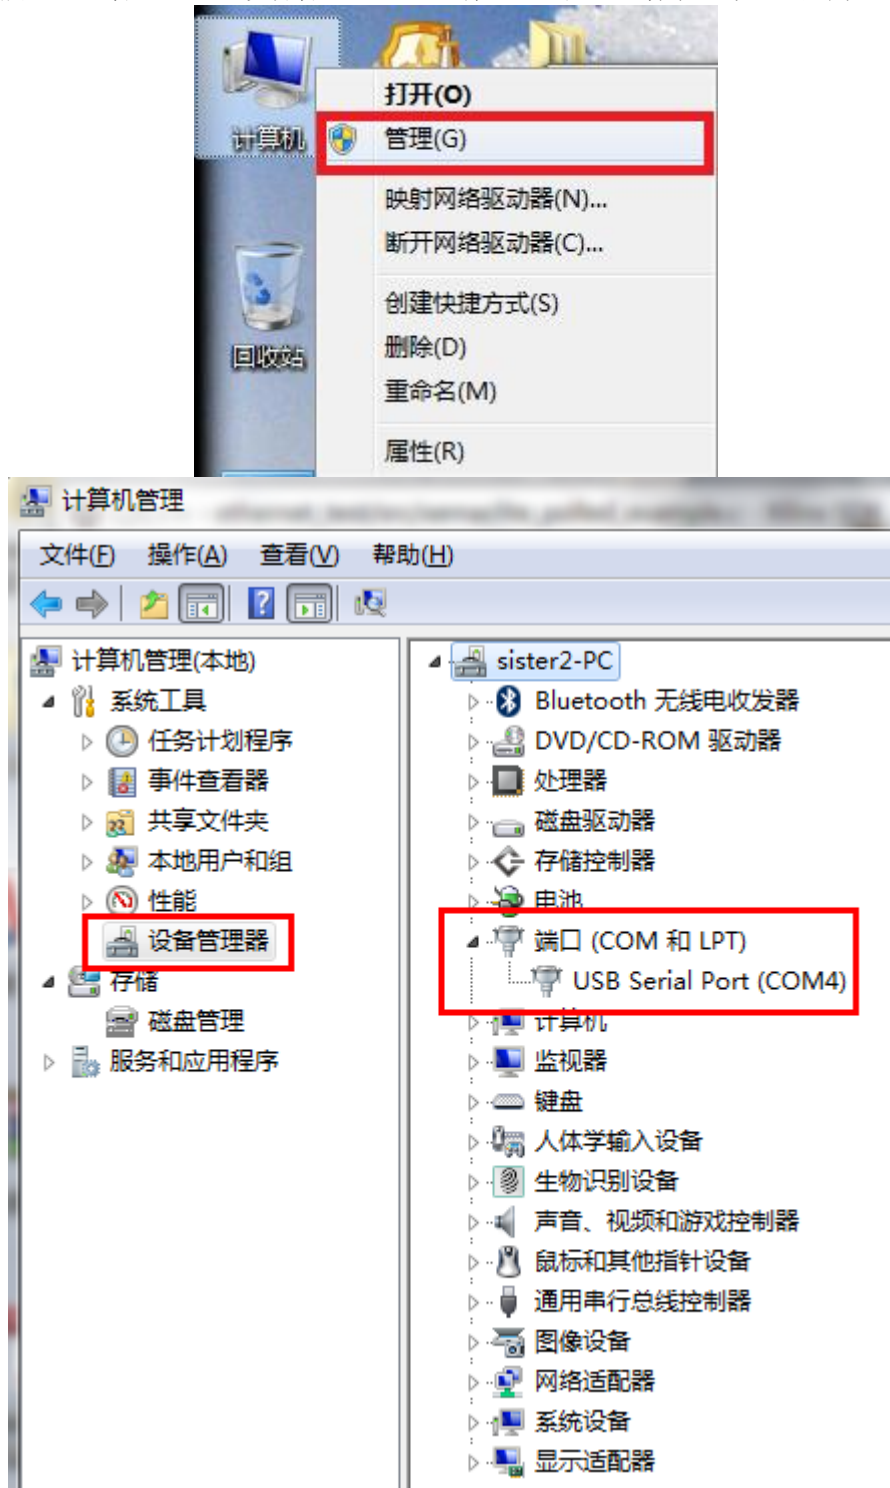 计算机
打开(O)
管理(G)
映射网络驱动器(N)...
断开网络驱动器(C)...
创建快捷方式(S)
回收站
删除(D)
重命名(M)
属性(R)
计算机管理
文件(F) 操作(A) 查看(V) 帮助(H)
计算机管理(本地)
系统工具
任务计划程序
事件查看器
共享文件夹
本地用户和组
性能
设备管理器
存储
磁盘管理
服务和应用程序
sister2-PC
Bluetooth 无线电收发器
DVD/CD-ROM 驱动器
处理器
磁盘驱动器
存储控制器
电池
端口 (COM 和 LPT)
USB Serial Port (COM4)
计算机
监视器
键盘
人体学输入设备
生物识别设备
声音、视频和游戏控制器
鼠标和其他指针设备
通用串行总线控制器
图像设备
网络适配器
系统设备
显示适配器